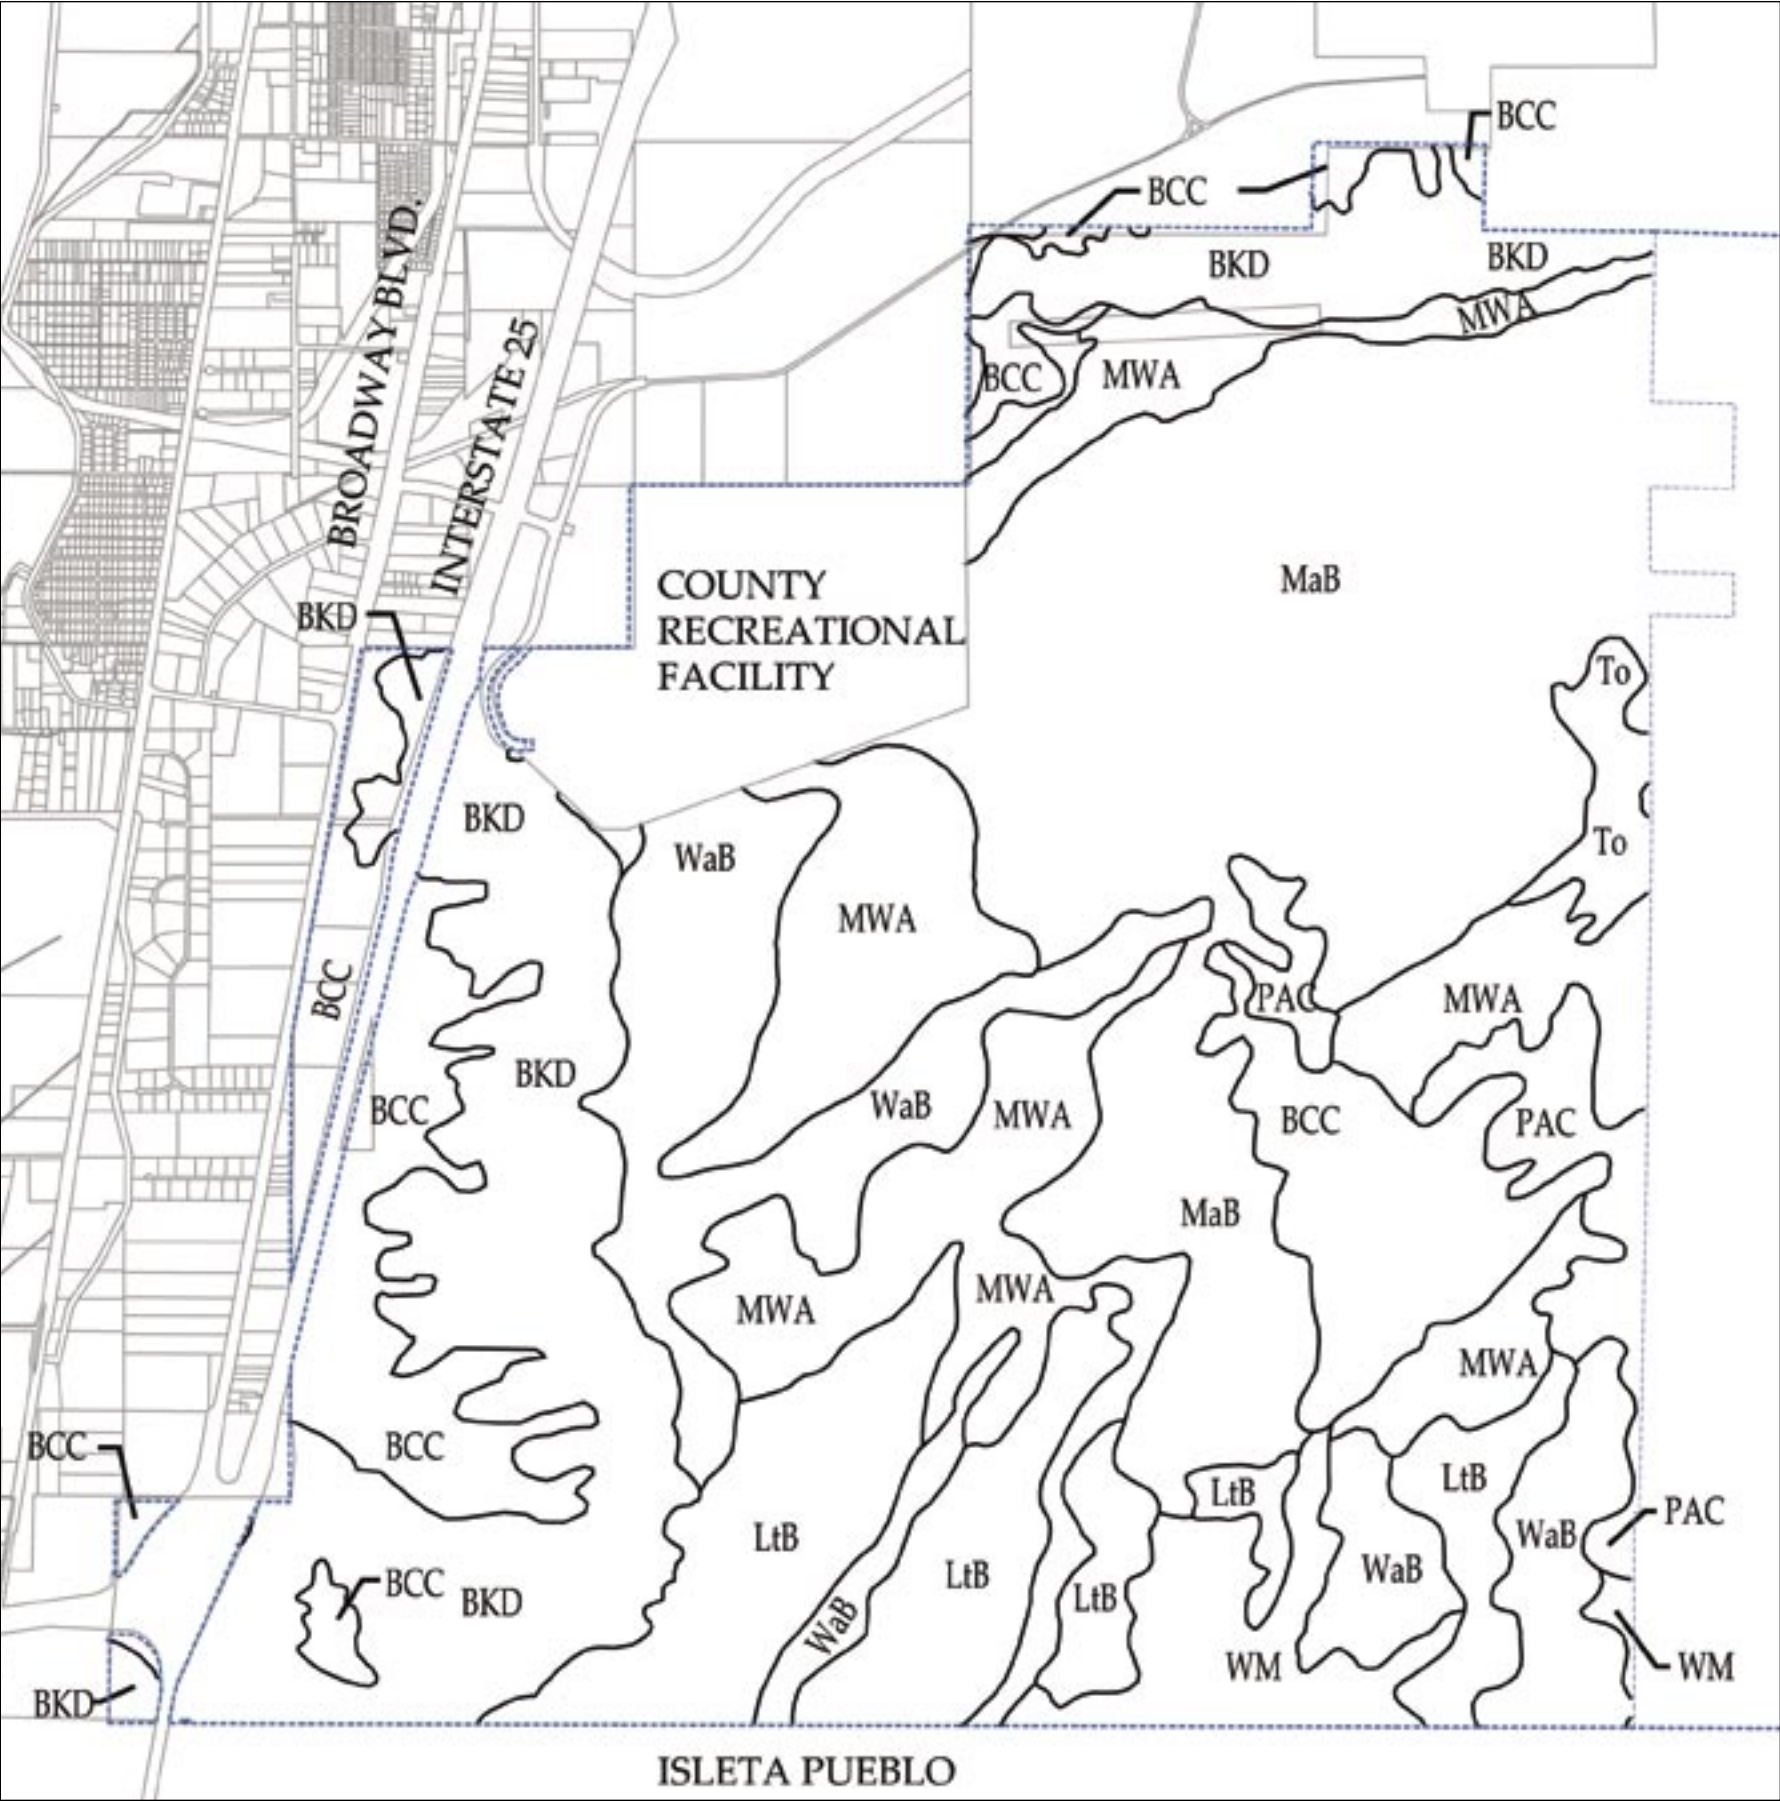 BCC
BCC
BKD
BKD
MWA
BROADWAY BLVD.
INTERSTATE 25
BCC
MWA
COUNTY
RECREATIONAL
FACILITY
MaB
BKD
To
BKD
To
WaB
MWA
BCC
PAC
MWA
BKD
BCC
WaB
MWA
BCC
PAC
MaB
MWA
MWA
MWA
BCC
BCC
LtB
LtB
PAC
LtB
WaB
WaB
BCC
BKD
LtB
LtB
WaB
WM
WM
BKD
ISLETA PUEBLO